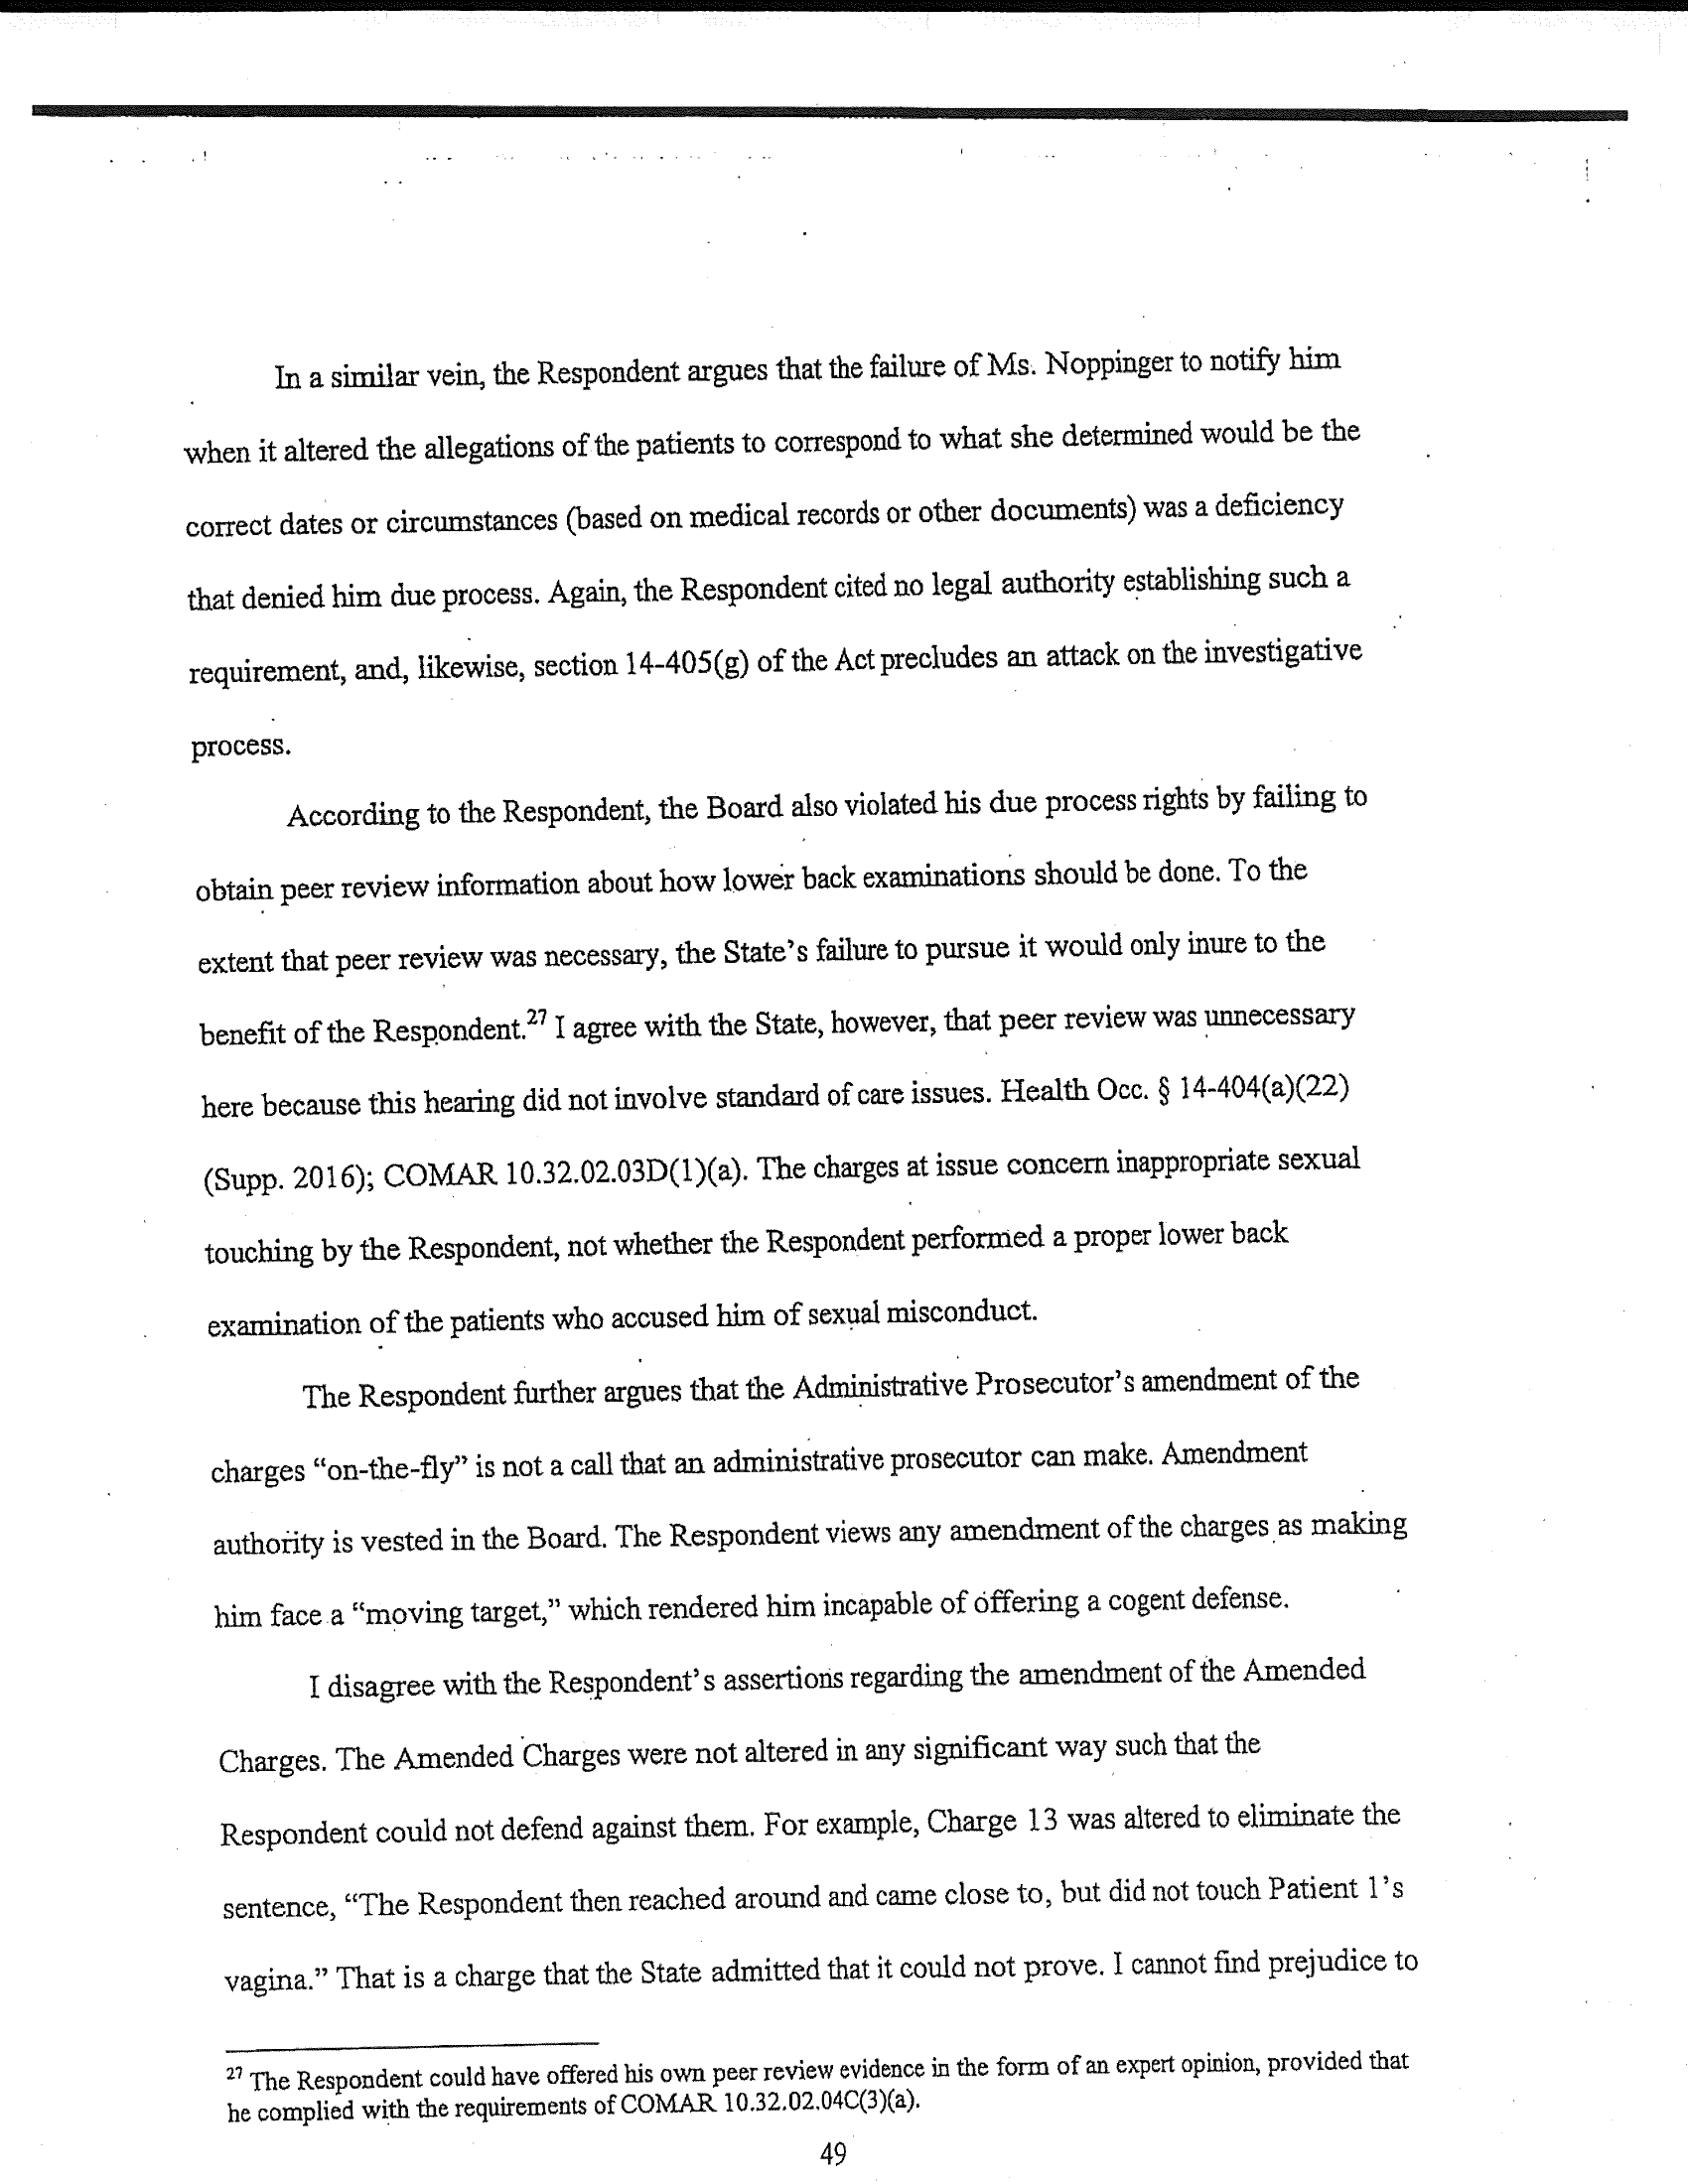 In a similar vein, the Respondent argues that the failure of Ms. Noppinger to notify him
when it altered the allegations of the patients to correspond to what she determined would be the
correct dates or circumstances (based on medical records or other documents) was a deficiency
that denied him due process. Again, the Respondent cited no legal authority establishing such a
requirement, and, likewise, section 14-405(g) of the Act precludes an attack on the investigative
process.
According to the Respondent, the Board also violated his due process rights by failing to
obtain peer review information about how lower back examinations should be done. To the
extent that peer review was necessary, the State's failure to pursue it would only inure to the
benefit of the Respondent.27 I agree with the State, however, that peer review was unnecessary
here because this hearing did not involve standard of care issues. Health Occ. § 14-404(a)(22)
(Supp. 2016); COMAR 10.32.02.03D(1)(a). The charges at issue concern inappropriate sexual
touching by the Respondent, not whether the Respondent performed a proper lower back
examination of the patients who accused him of sexual misconduct.
The Respondent further argues that the Administrative Prosecutor's amendment of the
charges “on-the-fly” is not a call that an administrative prosecutor can make. Amendment
authority is vested in the Board. The Respondent views any amendment of the charges as making
him face a “moving target,” which rendered him incapable of offering a cogent defense.
I disagree with the Respondent's assertions regarding the amendment of the Amended
Charges. The Amended Charges were not altered in any significant way such that the
Respondent could not defend against them. For example, Charge 13 was altered to eliminate the
sentence, “The Respondent then reached around and came close to, but did not touch Patient 1's
vagina.” That is a charge that the State admitted that it could not prove. I cannot find prejudice to
27 The Respondent could have offered his own peer review evidence in the form of an expert opinion, provided that
he complied with the requirements of COMAR 10.32.02.04C(3)(a).
49